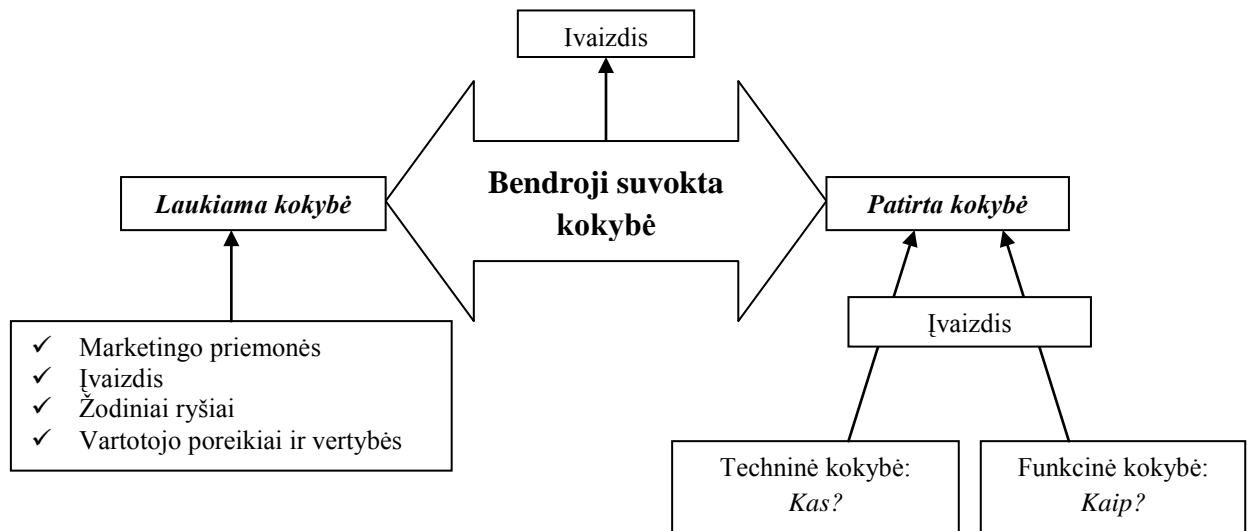 Ivaizdis
Bendroji suvokta
kokybė
Laukiama kokybė
Patirta kokybė
Įvaizdis
✓ Marketingo priemonės
✓ Įvaizdis
✓ Žodiniai ryšiai
✓ Vartotojo poreikiai ir vertybės
Techninė kokybė:
Kas?
Funkcinė kokybė:
Kaip?